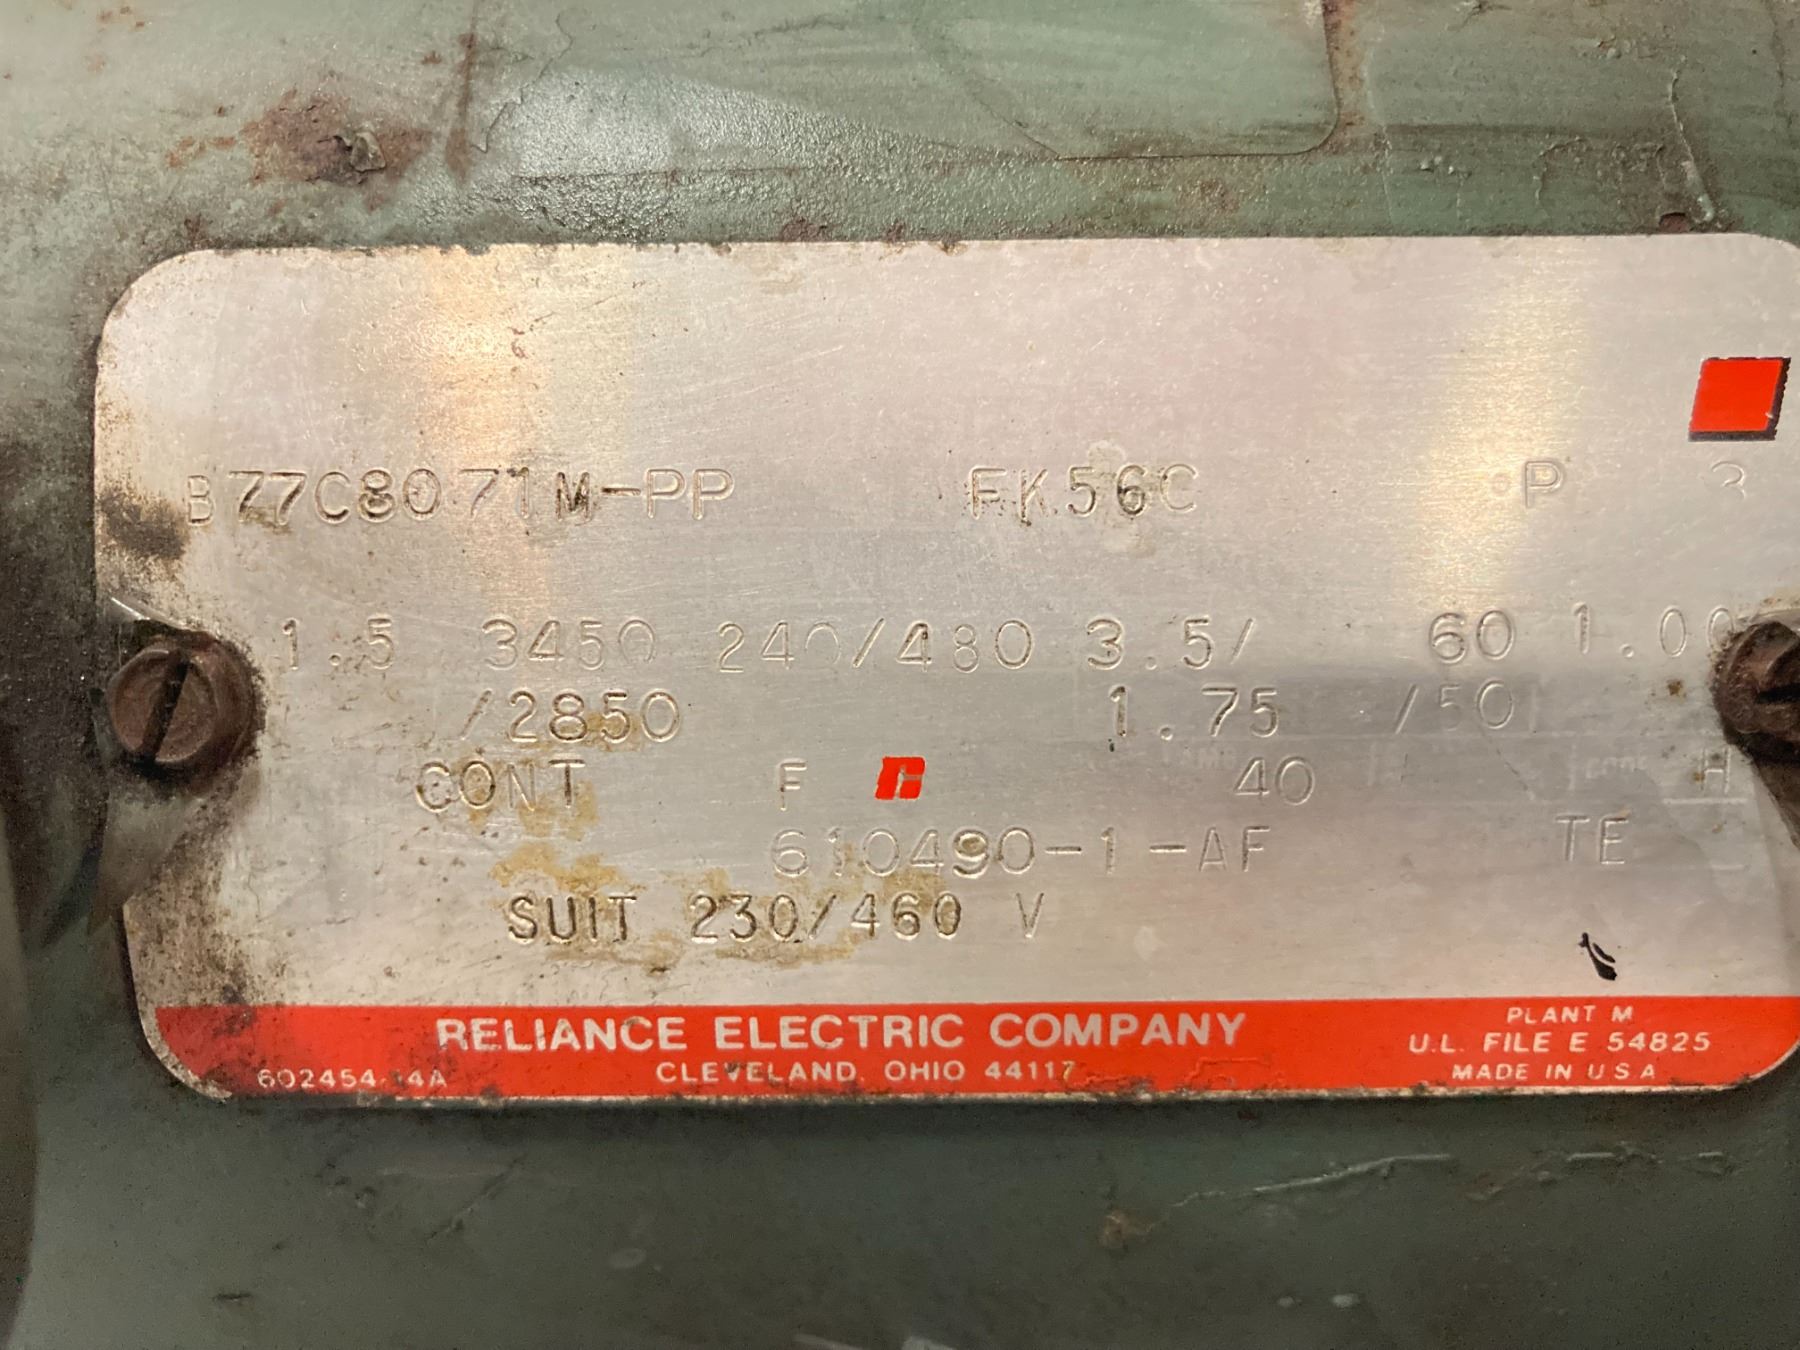 B77C8071M-PP FK56C P 3
1.5 3450 240/480 3.5/ 60 1.00
/2850 1.75 /50
CONT F 40 H
610490-1-AF TE
SUIT 230/460 V
RELIANCE ELECTRIC COMPANY
CLEVELAND, OHIO 44117
602454-14A
PLANT M
U.L. FILE E 54825
MADE IN U S A